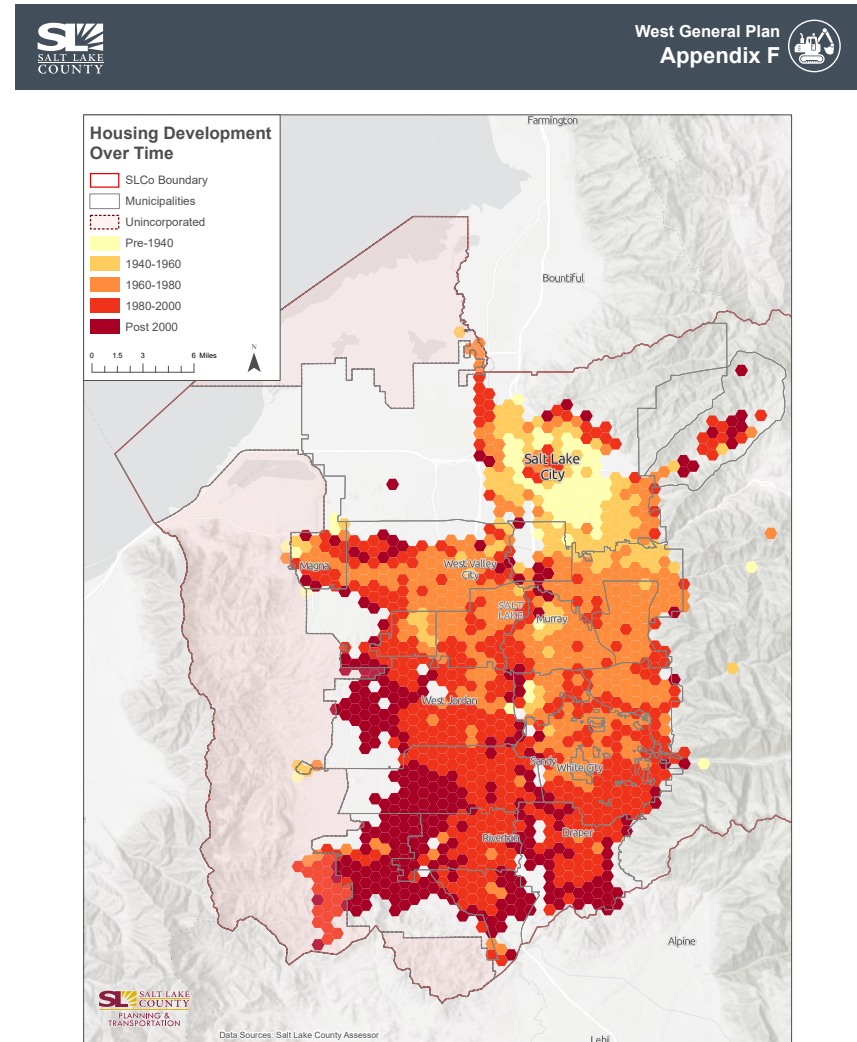 SL
SALT LAKE
COUNTY
West General Plan
Appendix F
Housing Development
Over Time
SLCo Boundary
Municipalities
Unincorporated
Pre-1940
1940-1960
1960-1980
1980-2000
Post 2000
0 1.5 3 6 Miles
N
Farmington
Bountiful
Salt Lake
City
Magna
West Valley
City
SALT
LAKE
Murray
West Jordan
Sandy
White City
Riverton
Draper
Alpine
Lehi
SL SALT LAKE
COUNTY
PLANNING &
TRANSPORTATION
Data Sources: Salt Lake County Assessor